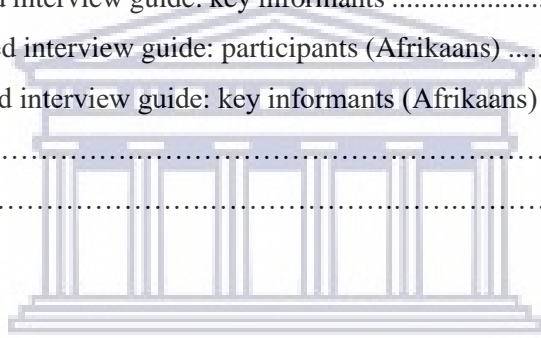 interview guide: key informants ......................
interview guide: participants (Afrikaans) .....
interview guide: key informants (Afrikaans)
..................................................................
..................................................................